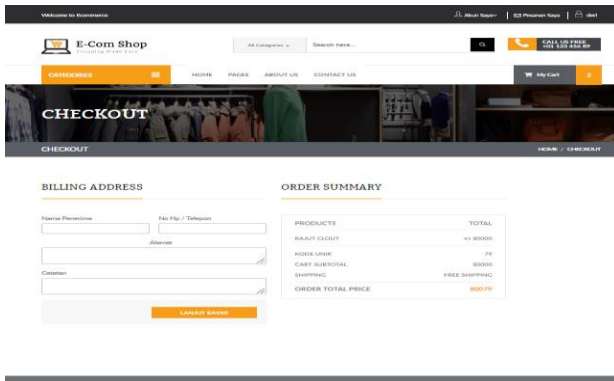 Welcome to Ecommerce
Akun Saya
Pesanan Saya
dwi
E-Com Shop
All Categories
Search here...
CALL US FREE
+01 123 456 89
CATEGORIES
HOME PAGES ABOUT US CONTACT US
My Cart 2
CHECKOUT
CHECKOUT
HOME / CHECKOUT
BILLING ADDRESS
Nama Penerima No Hp / Telepon
Alamat
Catatan
LANJUT BAYAR
ORDER SUMMARY
PRODUCTS TOTAL
RAJUT CLOUT x1 80000
KODE UNIK 79
CART SUBTOTAL 80000
SHIPPING FREE SHIPPING
ORDER TOTAL PRICE 80079